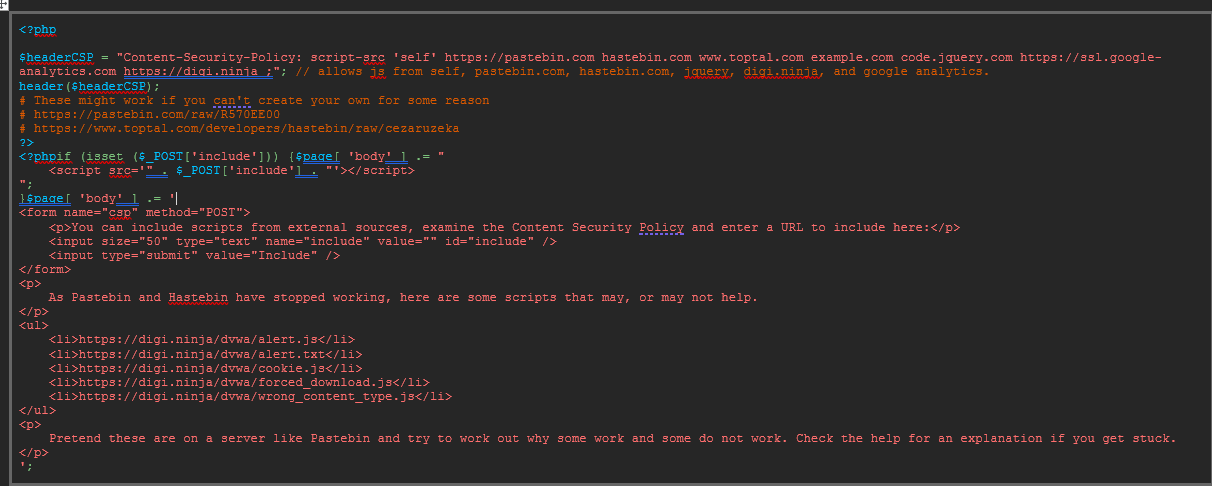 <?php
$headerCSP = "Content-Security-Policy: script-src 'self' https://pastebin.com hastebin.com www.toptal.com example.com code.jquery.com https://ssl.google-
analytics.com https://digi.ninja ;"; // allows js from self, pastebin.com, hastebin.com, jquery, digi.ninja, and google analytics.
header($headerCSP);
# These might work if you can't create your own for some reason
# https://pastebin.com/raw/R570EE00
# https://www.toptal.com/developers/hastebin/raw/cezaruzeka
?>
<?phpif (isset ($_POST['include'])) {$page[ 'body' ] .= "
    <script src='" . $_POST['include'] . "'></script>
";
}$page[ 'body' ] .= '
<form name="csp" method="POST">
    <p>You can include scripts from external sources, examine the Content Security Policy and enter a URL to include here:</p>
    <input size="50" type="text" name="include" value="" id="include" />
    <input type="submit" value="Include" />
</form>
<p>
    As Pastebin and Hastebin have stopped working, here are some scripts that may, or may not help.
</p>
<ul>
    <li>https://digi.ninja/dvwa/alert.js</li>
    <li>https://digi.ninja/dvwa/alert.txt</li>
    <li>https://digi.ninja/dvwa/cookie.js</li>
    <li>https://digi.ninja/dvwa/forced_download.js</li>
    <li>https://digi.ninja/dvwa/wrong_content_type.js</li>
</ul>
<p>
    Pretend these are on a server like Pastebin and try to work out why some work and some do not work. Check the help for an explanation if you get stuck.
</p>
';